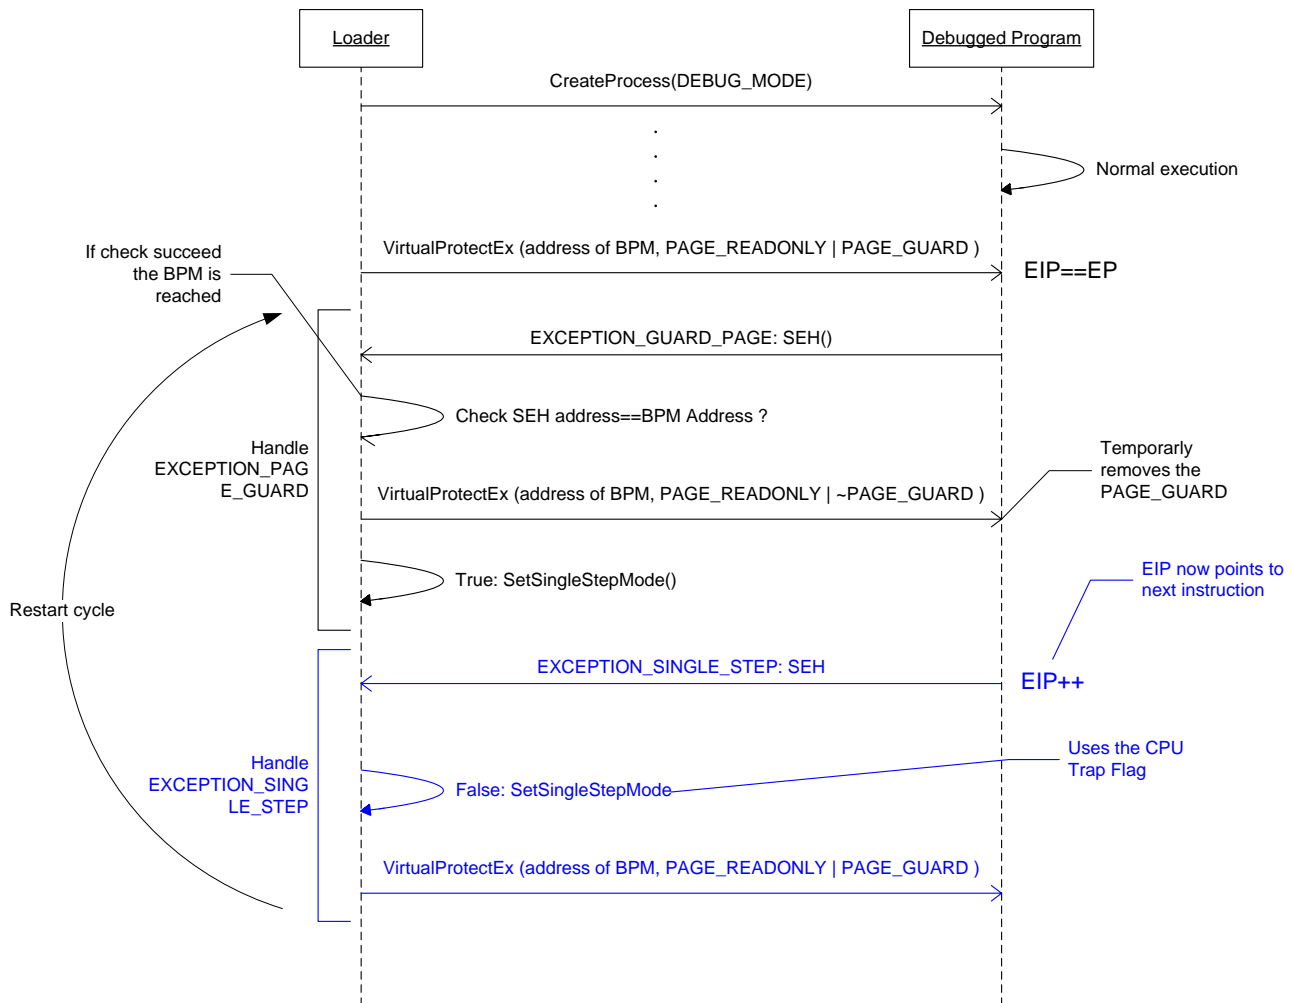 Loader
Debugged Program
CreateProcess(DEBUG_MODE)
.
.
.
.
Normal execution
If check succeed
the BPM is
reached
VirtualProtectEx (address of BPM, PAGE_READONLY | PAGE_GUARD )
EIP==EP
EXCEPTION_GUARD_PAGE: SEH()
Check SEH address==BPM Address ?
Handle
EXCEPTION_PAG
E_GUARD
Temporarly
removes the
PAGE_GUARD
VirtualProtectEx (address of BPM, PAGE_READONLY | ~PAGE_GUARD )
True: SetSingleStepMode()
EIP now points to
next instruction
Restart cycle
EXCEPTION_SINGLE_STEP: SEH
EIP++
Handle
EXCEPTION_SING
LE_STEP
False: SetSingleStepMode
Uses the CPU
Trap Flag
VirtualProtectEx (address of BPM, PAGE_READONLY | PAGE_GUARD )